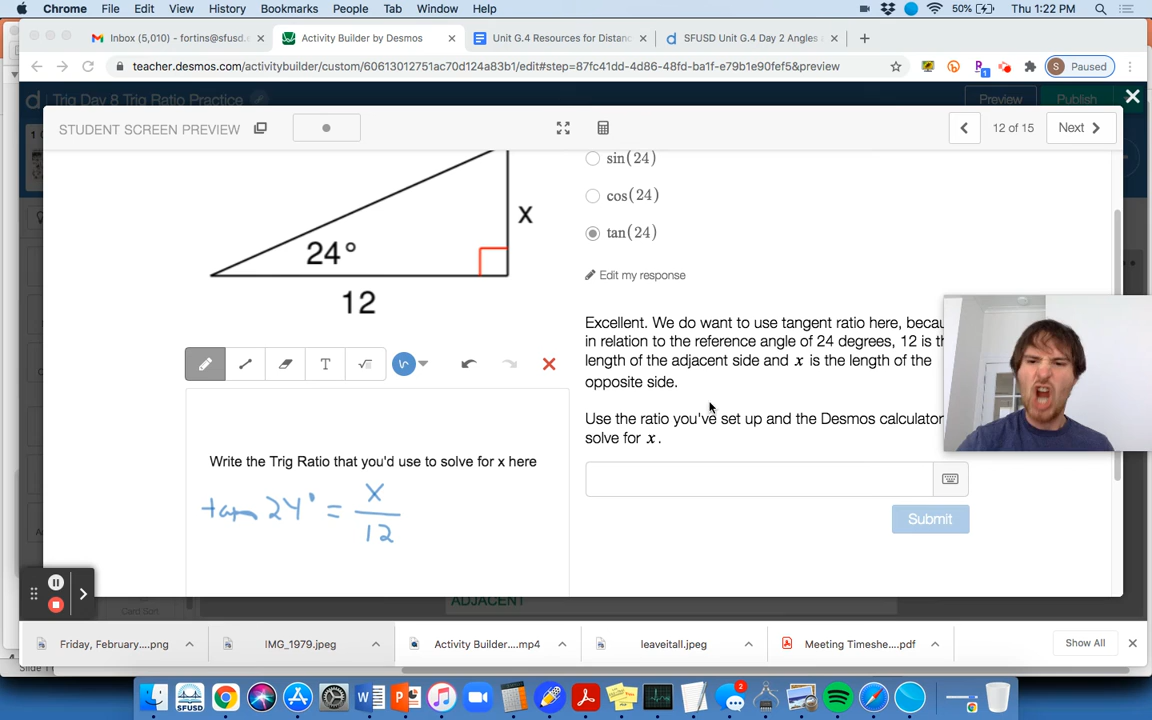 Chrome File Edit View History Bookmarks People Tab Window Help 50% Thu 1:22 PM
Inbox (5,010) - fortins@sfusd. Activity Builder by Desmos Unit G.4 Resources for Distanc SFUSD Unit G.4 Day 2 Angles
teacher.desmos.com/activitybuilder/custom/60613012751ac70d124a83b1/edit#step=87fc41dd-4d86-48fd-ba1f-e79b1e90fef5&preview Paused
Trig Day 8 Trig Ratio Practice Preview Publish
STUDENT SCREEN PREVIEW 12 of 15 Next
sin(24)
cos(24)
tan(24)
x
24°
12
Edit my response
Excellent. We do want to use tangent ratio here, becau
in relation to the reference angle of 24 degrees, 12 is th
length of the adjacent side and x is the length of the
opposite side.
Use the ratio you've set up and the Desmos calculator
solve for x.
Submit
T
Write the Trig Ratio that you'd use to solve for x here
tan 24° = x
12
Card Sort
ADJACENT
Friday, February....png IMG_1979.jpeg Activity Builder...mp4 leaveitall.jpeg Meeting Timeshe....pdf Show All
Slide 1
SFUSD
2